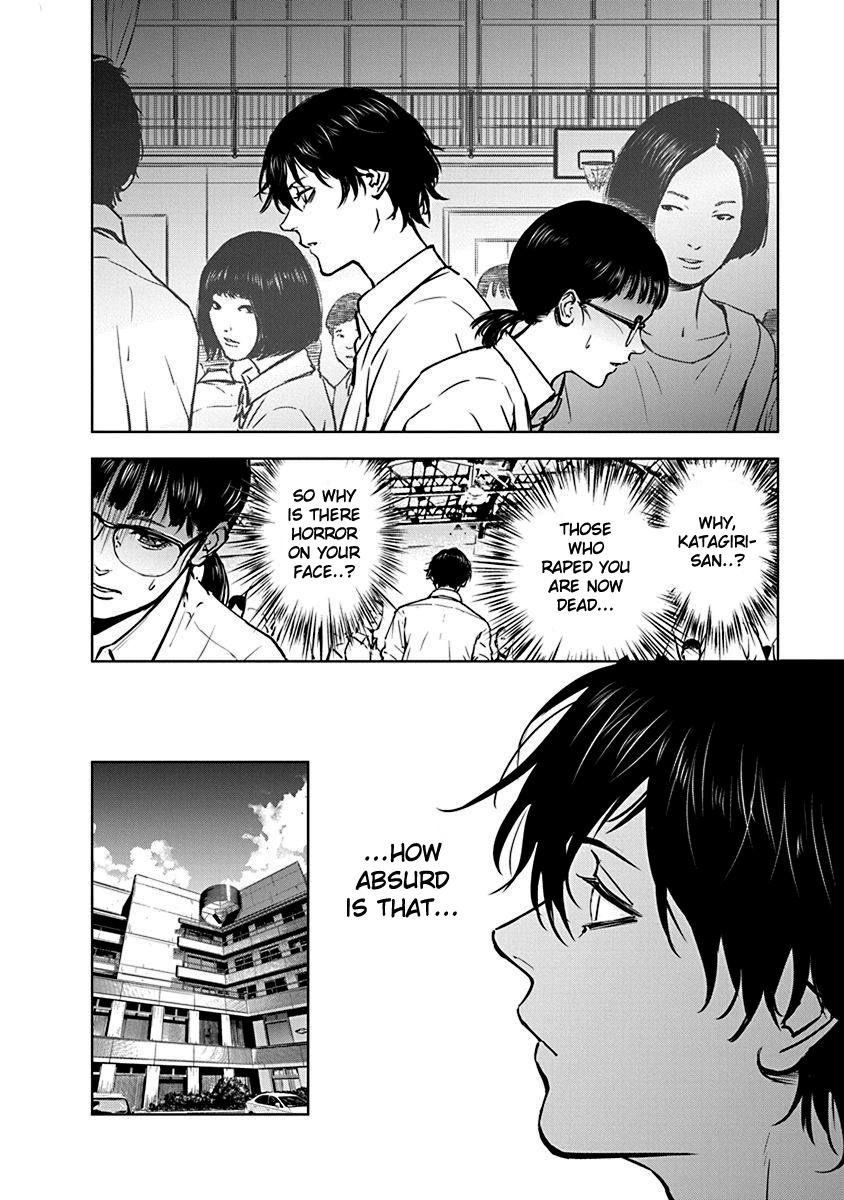 WHY,
KATAGIRI-
SAN..?
THOSE
WHO
RAPED YOU
ARE NOW
DEAD...
SO WHY
IS THERE
HORROR
ON YOUR
FACE..?
...HOW
ABSURD
IS THAT...